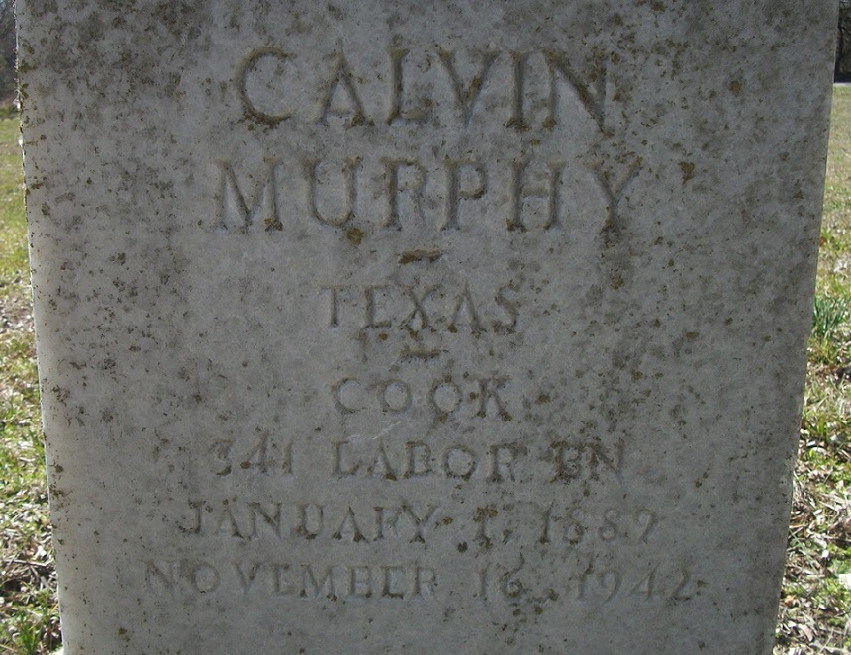 CALVIN
MURPHY
TEXAS
COOK
341 LABOR BN
JANUARY 1, 1889
NOVEMBER 16, 1942